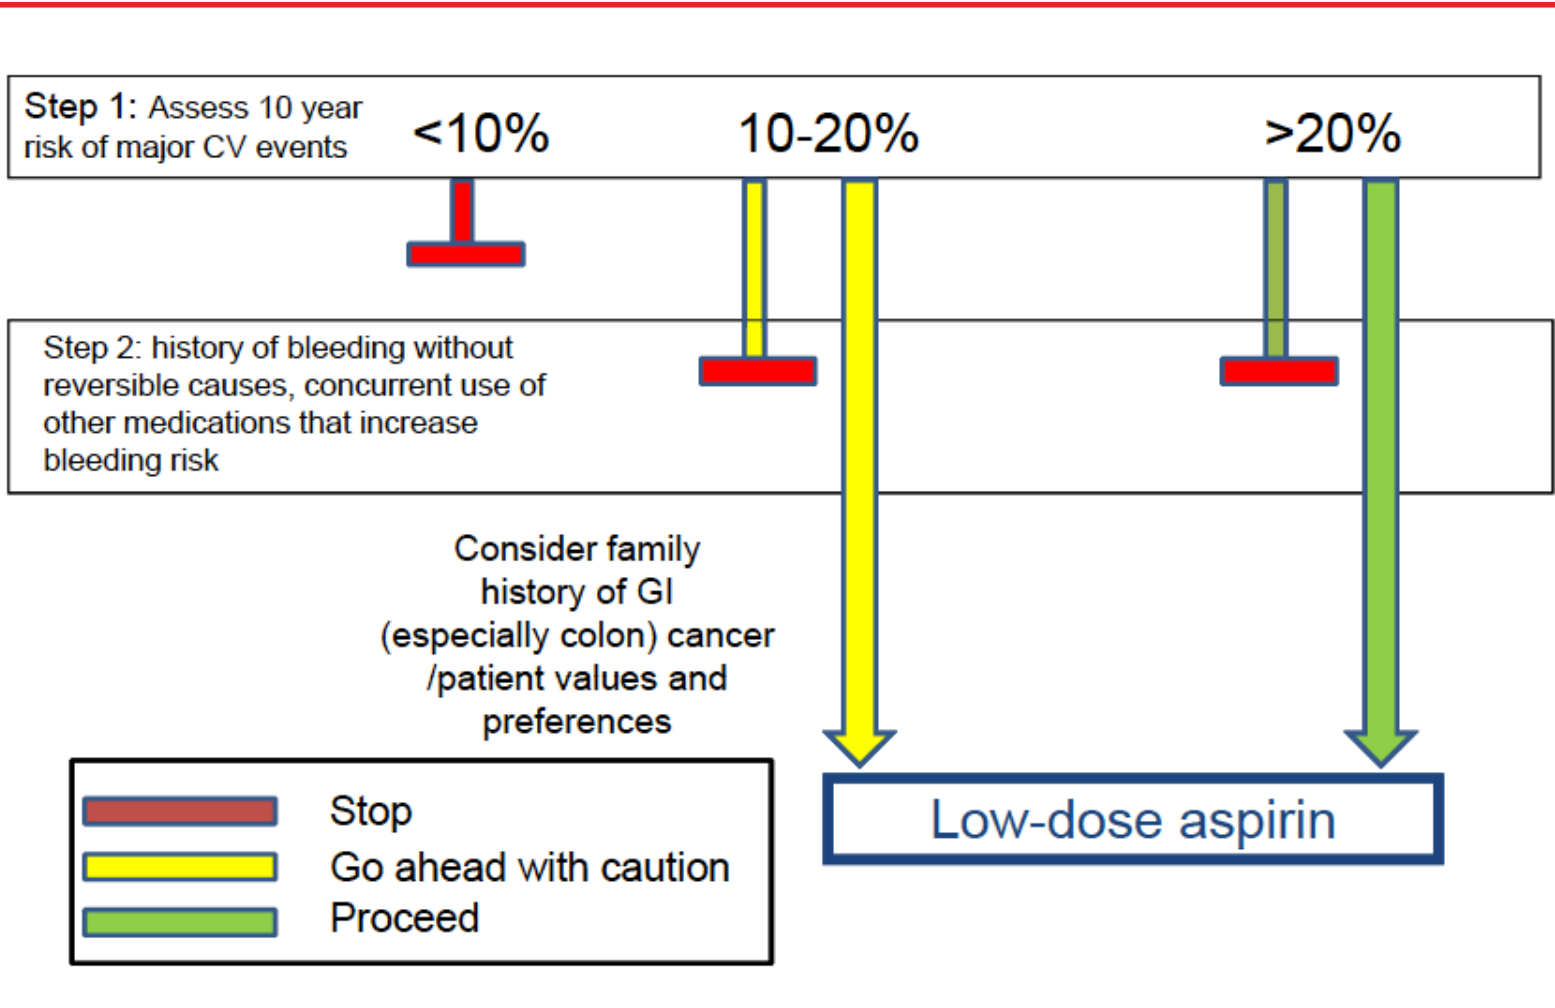 Step 1: Assess 10 year
risk of major CV events
<10%
10-20%
>20%
Step 2: history of bleeding without
reversible causes, concurrent use of
other medications that increase
bleeding risk
Consider family
history of GI
(especially colon) cancer
/patient values and
preferences
Stop
Go ahead with caution
Proceed
Low-dose aspirin